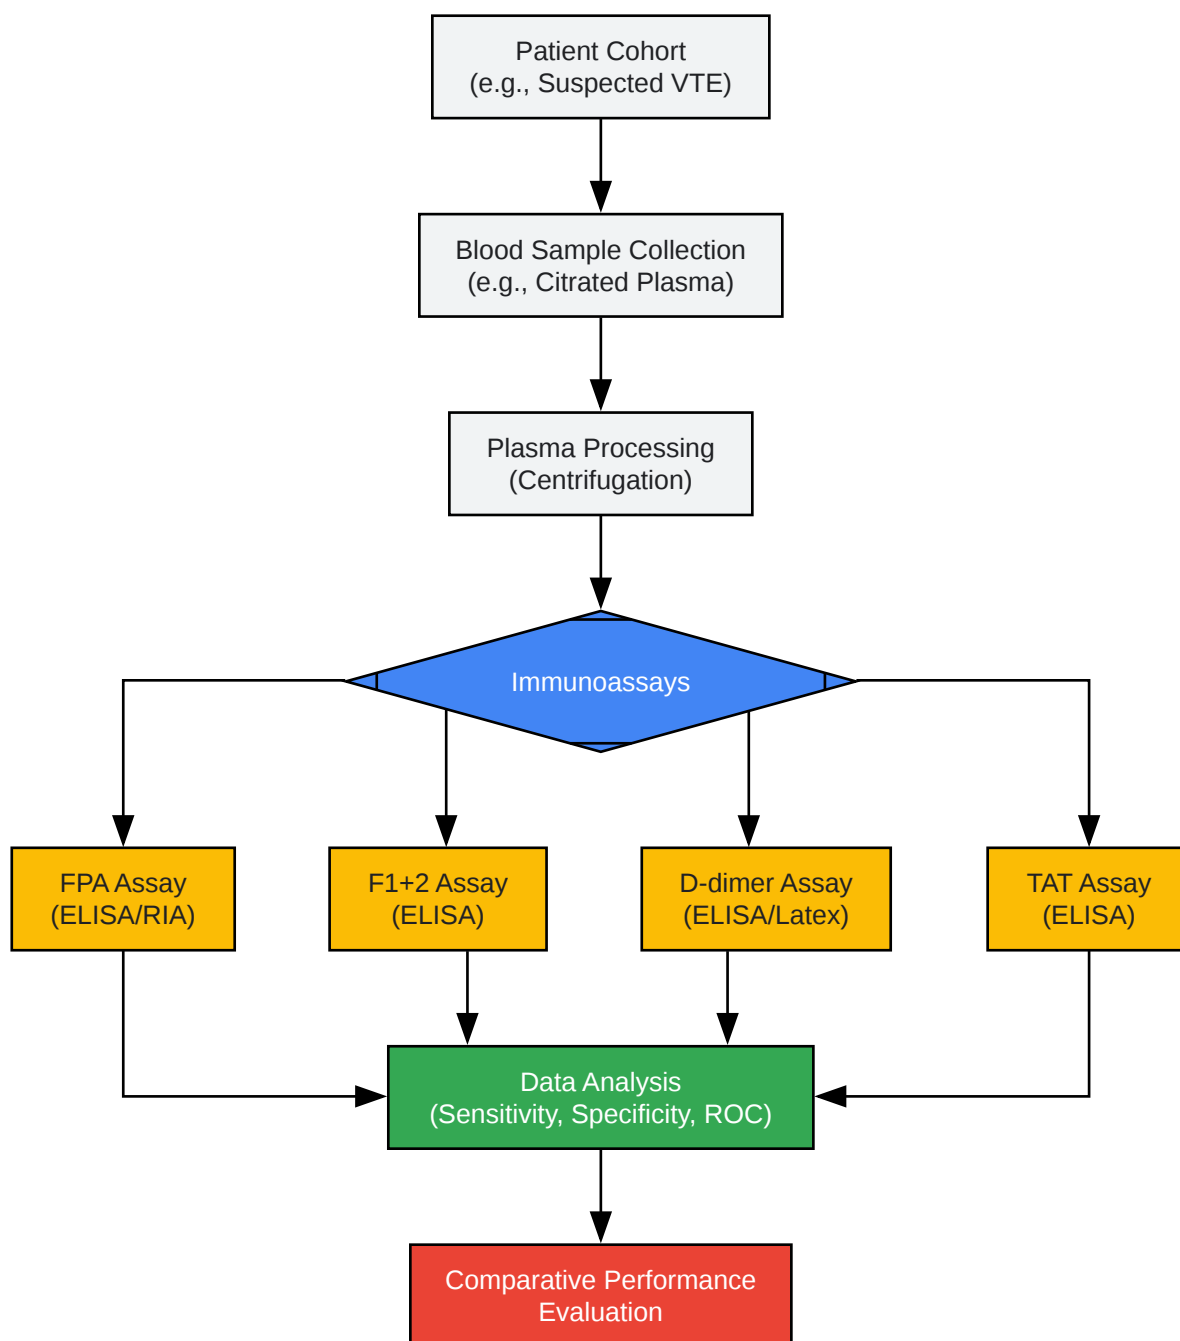 Patient Cohort
(e.g., Suspected VTE)
Blood Sample Collection
(e.g., Citrated Plasma)
Plasma Processing
(Centrifugation)
Immunoassays
FPA Assay
(ELISA/RIA)
F1+2 Assay
(ELISA)
D-dimer Assay
(ELISA/Latex)
TAT Assay
(ELISA)
Data Analysis
(Sensitivity, Specificity, ROC)
Comparative Performance
Evaluation